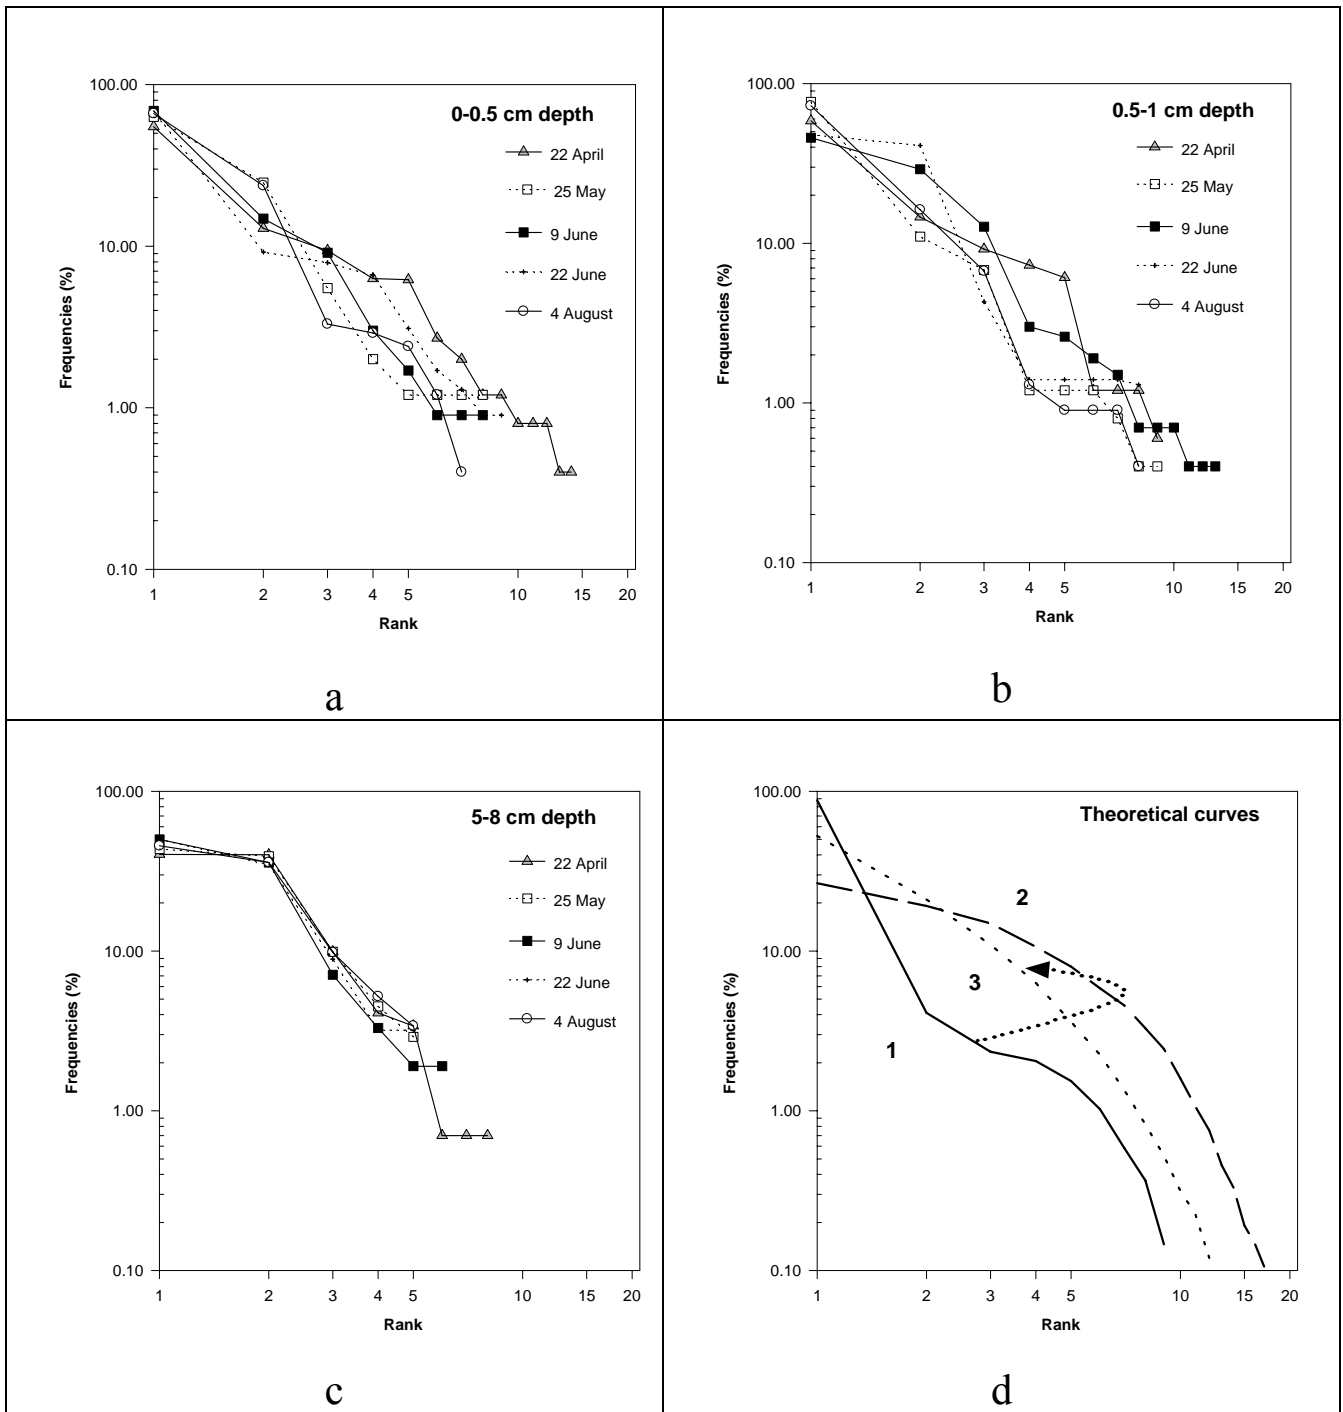 0-0.5 cm depth
22 April
25 May
9 June
22 June
4 August
Frequencies (%)
100.00
10.00
1.00
0.10
1 2 3 4 5 10 15 20
Rank
a
0.5-1 cm depth
22 April
25 May
9 June
22 June
4 August
Frequencies (%)
100.00
10.00
1.00
0.10
1 2 3 4 5 10 15 20
Rank
b
5-8 cm depth
22 April
25 May
9 June
22 June
4 August
Frequencies (%)
100.00
10.00
1.00
0.10
1 2 3 4 5 10 15 20
Rank
c
Theoretical curves
2
3
1
Frequencies (%)
100.00
10.00
1.00
0.10
1 2 3 4 5 10 15 20
Rank
d